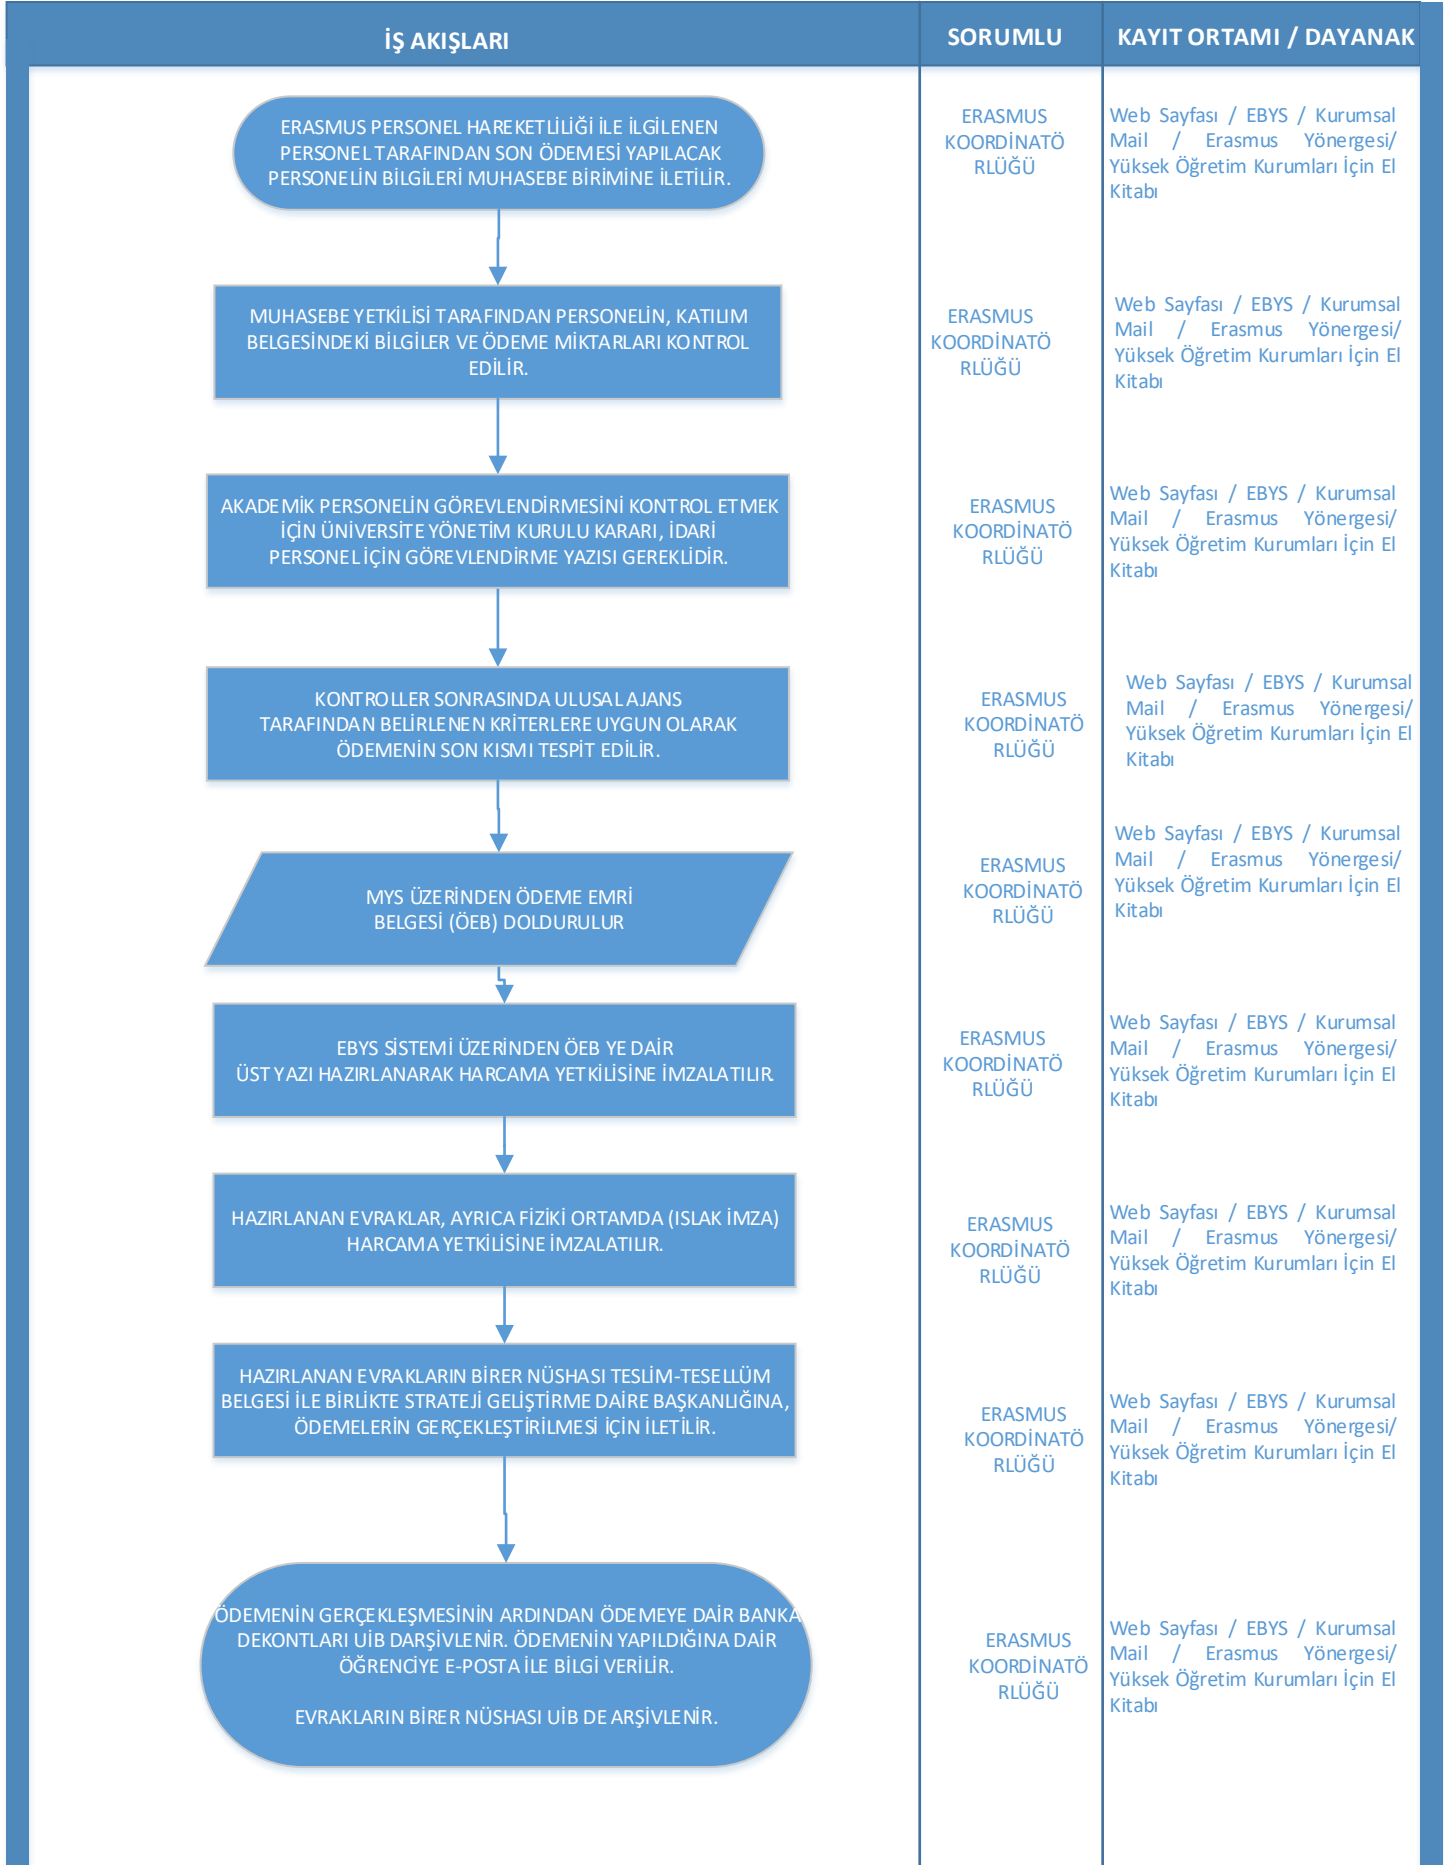 İŞ AKIŞLARI
SORUMLU
KAYIT ORTAMI / DAYANAK
ERASMUS PERSONEL HAREKETLİLİĞİ İLE İLGİLENEN
PERSONEL TARAFINDAN SON ÖDEMESİ YAPILACAK
PERSONELİN BİLGİLERİ MUHASEBE BİRİMİNE İLETİLİR.
ERASMUS
KOORDİNATÖ
RLÜĞÜ
Web Sayfası / EBYS / Kurumsal
Mail / Erasmus Yönergesi/
Yüksek Öğretim Kurumları İçin El
Kitabı
MUHASEBE YETKİLİSİ TARAFINDAN PERSONELİN, KATILIM
BELGESİNDEKİ BİLGİLER VE ÖDEME MİKTARLARI KONTROL
EDİLİR.
ERASMUS
KOORDİNATÖ
RLÜĞÜ
Web Sayfası / EBYS / Kurumsal
Mail / Erasmus Yönergesi/
Yüksek Öğretim Kurumları İçin El
Kitabı
AKADEMİK PERSONELİN GÖREVLENDİRMESİNİ KONTROL ETMEK
İÇİN ÜNİVERSİTE YÖNETİM KURULU KARARI, İDARİ
PERSONEL İÇİN GÖREVLENDİRME YAZISI GEREKLİDİR.
ERASMUS
KOORDİNATÖ
RLÜĞÜ
Web Sayfası / EBYS / Kurumsal
Mail / Erasmus Yönergesi/
Yüksek Öğretim Kurumları İçin El
Kitabı
KONTROLLER SONRASINDA ULUSAL AJANS
TARAFINDAN BELİRLENEN KRİTERLERE UYGUN OLARAK
ÖDEMENİN SON KISMI TESPİT EDİLİR.
ERASMUS
KOORDİNATÖ
RLÜĞÜ
Web Sayfası / EBYS / Kurumsal
Mail / Erasmus Yönergesi/
Yüksek Öğretim Kurumları İçin El
Kitabı
MYS ÜZERİNDEN ÖDEME EMRİ
BELGESİ (ÖEB) DOLDURULUR
ERASMUS
KOORDİNATÖ
RLÜĞÜ
Web Sayfası / EBYS / Kurumsal
Mail / Erasmus Yönergesi/
Yüksek Öğretim Kurumları İçin El
Kitabı
EBYS SİSTEMİ ÜZERİNDEN ÖEB YE DAİR
ÜST YAZI HAZIRLANARAK HARCAMA YETKİLİSİNE İMZALATILIR.
ERASMUS
KOORDİNATÖ
RLÜĞÜ
Web Sayfası / EBYS / Kurumsal
Mail / Erasmus Yönergesi/
Yüksek Öğretim Kurumları İçin El
Kitabı
HAZIRLANAN EVRAKLAR, AYRICA FİZİKİ ORTAMDA (ISLAK İMZA)
HARCAMA YETKİLİSİNE İMZALATILIR.
ERASMUS
KOORDİNATÖ
RLÜĞÜ
Web Sayfası / EBYS / Kurumsal
Mail / Erasmus Yönergesi/
Yüksek Öğretim Kurumları İçin El
Kitabı
HAZIRLANAN EVRAKLARIN BİRER NÜSHASI TESLİM-TESELLÜM
BELGESİ İLE BİRLİKTE STRATEJİ GELİŞTİRME DAİRE BAŞKANLIĞINA,
ÖDEMELERİN GERÇEKLEŞTİRİLMESİ İÇİN İLETİLİR.
ERASMUS
KOORDİNATÖ
RLÜĞÜ
Web Sayfası / EBYS / Kurumsal
Mail / Erasmus Yönergesi/
Yüksek Öğretim Kurumları İçin El
Kitabı
ÖDEMENİN GERÇEKLEŞMESİNİN ARDINDAN ÖDEMEYE DAİR BANKA
DEKONTLARI UİB DARŞİVLENİR. ÖDEMENİN YAPILDIĞINA DAİR
ÖĞRENCİYE E-POSTA İLE BİLGİ VERİLİR.
EVRAKLARIN BİRER NÜSHASI UİB DE ARŞİVLENİR.
ERASMUS
KOORDİNATÖ
RLÜĞÜ
Web Sayfası / EBYS / Kurumsal
Mail / Erasmus Yönergesi/
Yüksek Öğretim Kurumları İçin El
Kitabı